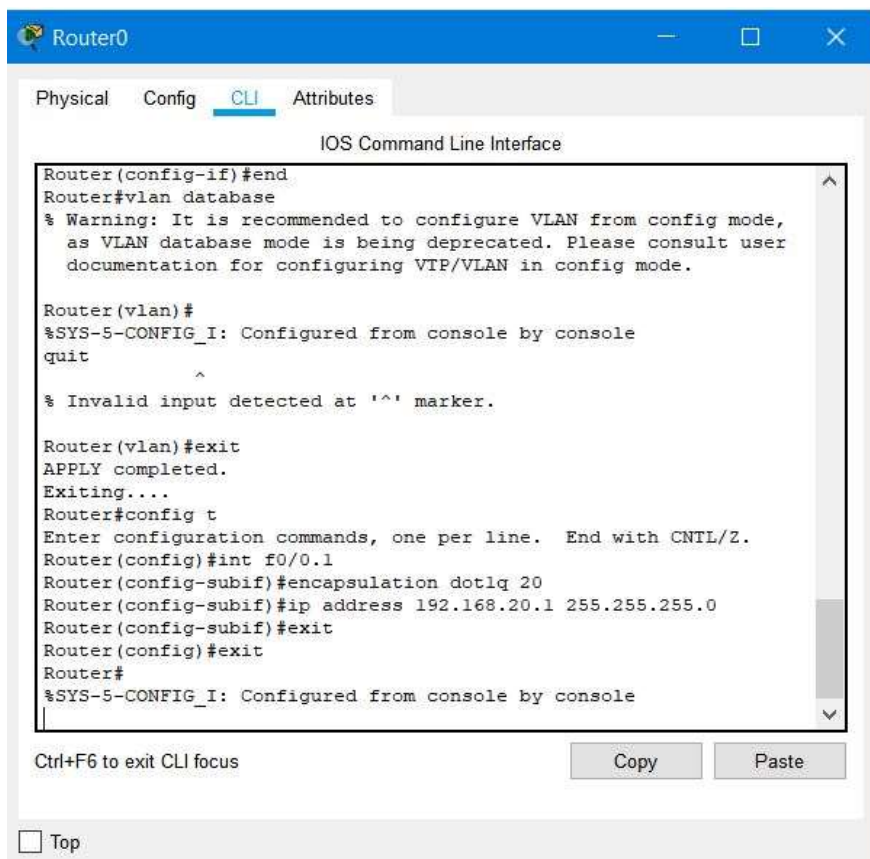 Router0
Physical Config CLI Attributes
IOS Command Line Interface
Router(config-if)#end
Router#vlan database
% Warning: It is recommended to configure VLAN from config mode,
as VLAN database mode is being deprecated. Please consult user
documentation for configuring VTP/VLAN in config mode.
Router(vlan)#
%SYS-5-CONFIG_I: Configured from console by console
quit
^
% Invalid input detected at '^' marker.
Router(vlan)#exit
APPLY completed.
Exiting....
Router#config t
Enter configuration commands, one per line. End with CNTL/Z.
Router(config)#int f0/0.1
Router(config-subif)#encapsulation dot1q 20
Router(config-subif)#ip address 192.168.20.1 255.255.255.0
Router(config-subif)#exit
Router(config)#exit
Router#
%SYS-5-CONFIG_I: Configured from console by console
Ctrl+F6 to exit CLI focus
Copy Paste
Top